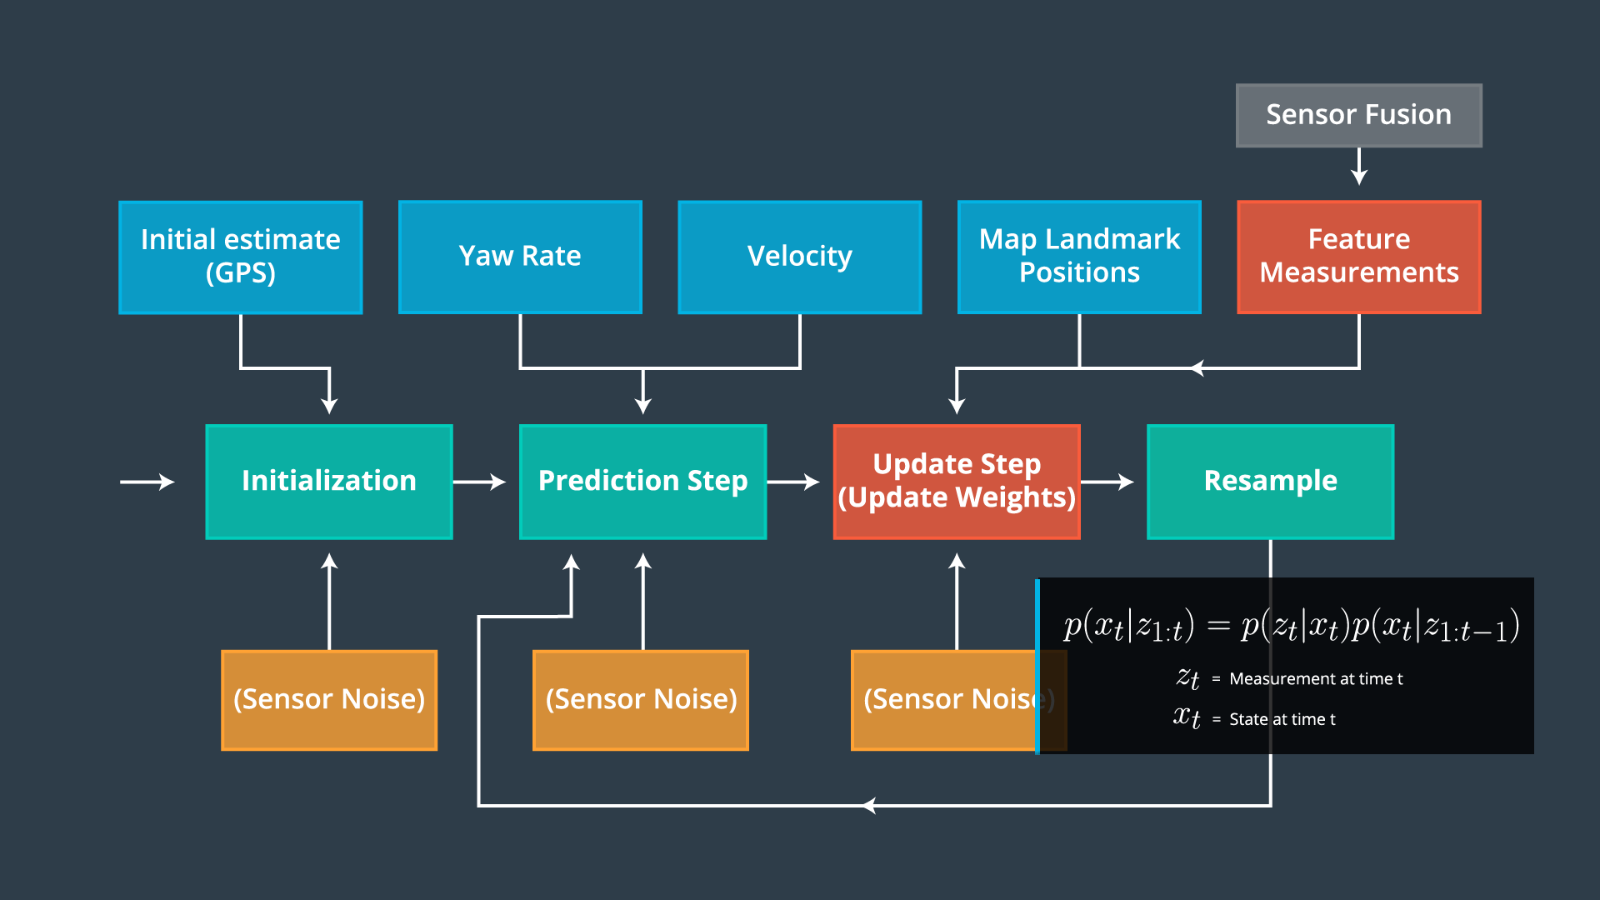 Sensor Fusion
Initial estimate
(GPS)
Yaw Rate
Velocity
Map Landmark
Positions
Feature
Measurements
Initialization
Prediction Step
Update Step
(Update Weights)
Resample
(Sensor Noise)
(Sensor Noise)
(Sensor Noise)
p(x_t|z_{1:t}) = p(z_t|x_t)p(x_t|z_{1:t−1})
z_t = Measurement at time t
x_t = State at time t